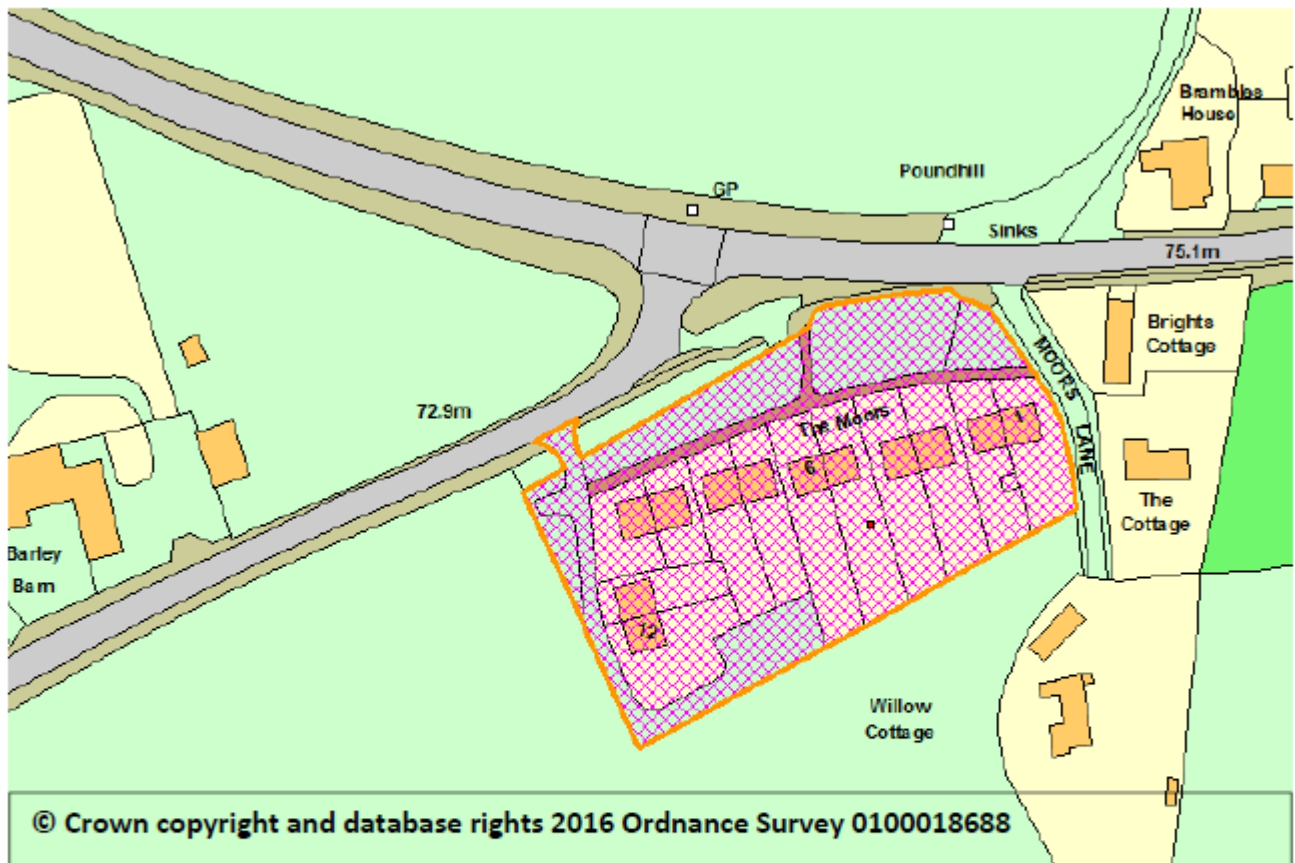 Brambles
House
Poundhill
GP
Sinks
75.1m
Brights
Cottage
MOORS LANE
72.9m
The Moors
1
6
The
Cottage
Barley
Barn
12
Willow
Cottage
© Crown copyright and database rights 2016 Ordnance Survey 0100018688